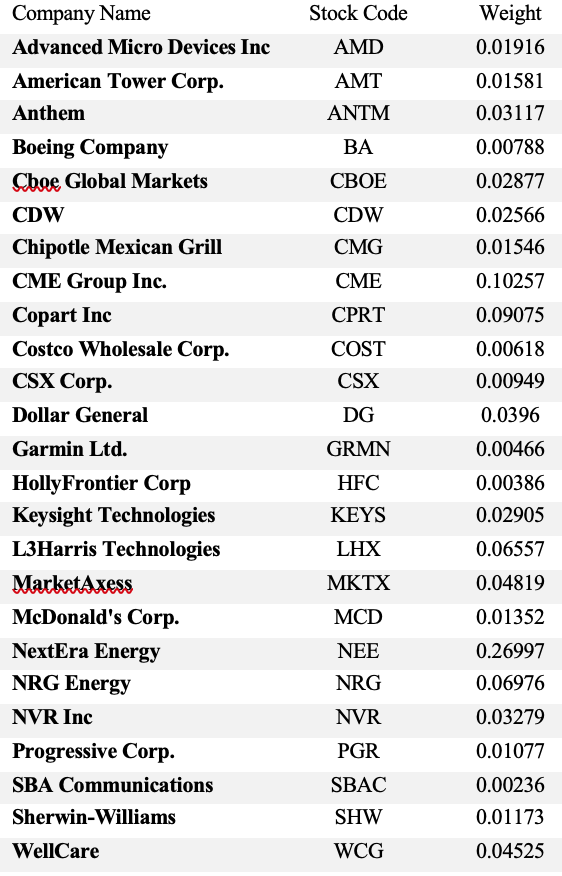 Company Name Stock Code Weight
Advanced Micro Devices Inc AMD 0.01916
American Tower Corp. AMT 0.01581
Anthem ANTM 0.03117
Boeing Company BA 0.00788
Cboe Global Markets CBOE 0.02877
CDW CDW 0.02566
Chipotle Mexican Grill CMG 0.01546
CME Group Inc. CME 0.10257
Copart Inc CPRT 0.09075
Costco Wholesale Corp. COST 0.00618
CSX Corp. CSX 0.00949
Dollar General DG 0.0396
Garmin Ltd. GRMN 0.00466
HollyFrontier Corp HFC 0.00386
Keysight Technologies KEYS 0.02905
L3Harris Technologies LHX 0.06557
MarketAxess MKTX 0.04819
McDonald's Corp. MCD 0.01352
NextEra Energy NEE 0.26997
NRG Energy NRG 0.06976
NVR Inc NVR 0.03279
Progressive Corp. PGR 0.01077
SBA Communications SBAC 0.00236
Sherwin-Williams SHW 0.01173
WellCare WCG 0.04525